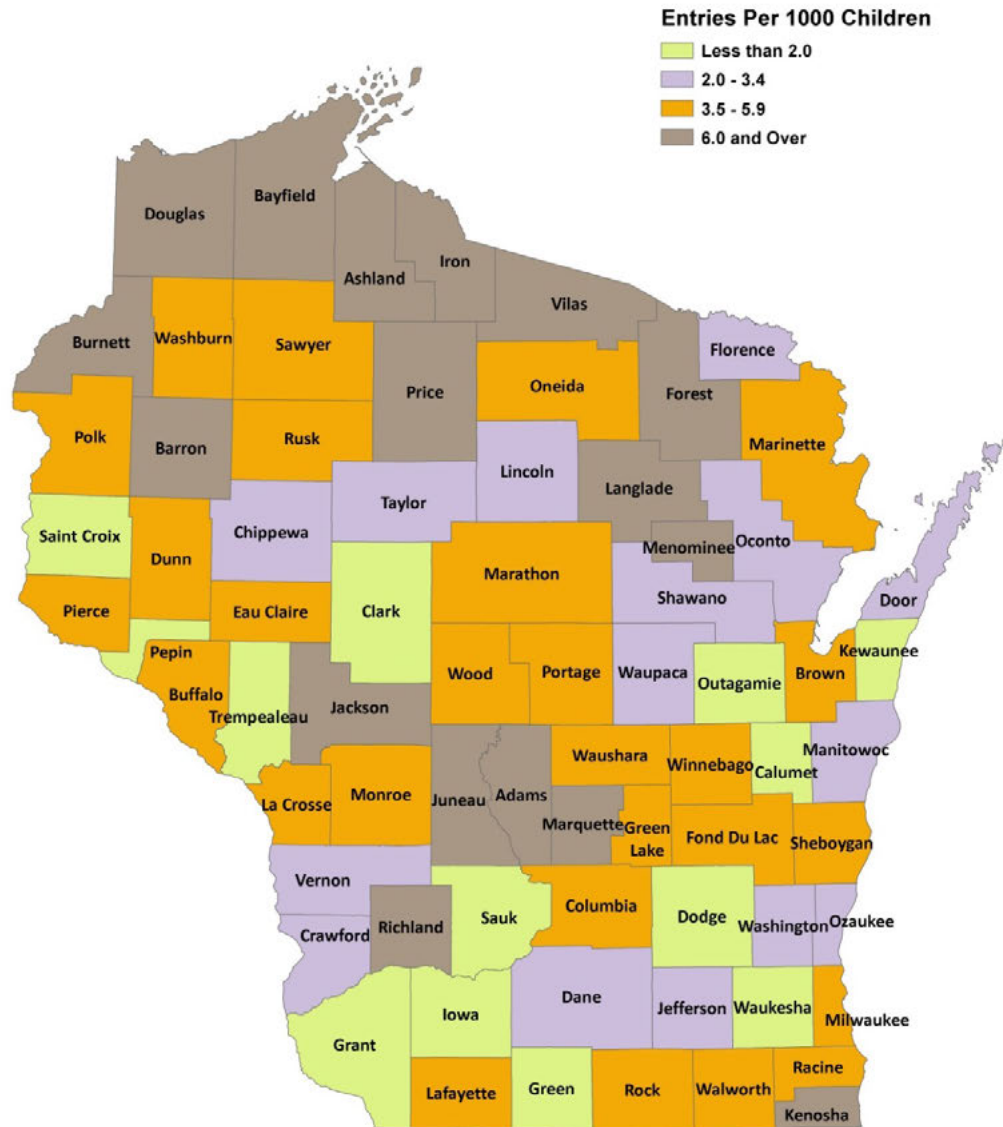 Entries Per 1000 Children
Less than 2.0
2.0 - 3.4
3.5 - 5.9
6.0 and Over
Bayfield
Douglas
Iron
Ashland
Vilas
Burnett
Washburn
Sawyer
Florence
Oneida
Price
Forest
Polk
Rusk
Marinette
Barron
Lincoln
Langlade
Taylor
Chippewa
Saint Croix
Oconto
Menominee
Dunn
Marathon
Shawano
Door
Pierce
Eau Claire
Clark
Kewaunee
Pepin
Wood
Portage
Waupaca
Brown
Outagamie
Buffalo
Jackson
Trempealeau
Manitowoc
Waushara
Winnebago
Calumet
Monroe
Juneau
Adams
La Crosse
Marquette
Green
Lake
Fond Du Lac
Sheboygan
Vernon
Columbia
Sauk
Dodge
Richland
Washington
Ozaukee
Crawford
Dane
Jefferson
Waukesha
Iowa
Milwaukee
Grant
Racine
Lafayette
Green
Rock
Walworth
Kenosha